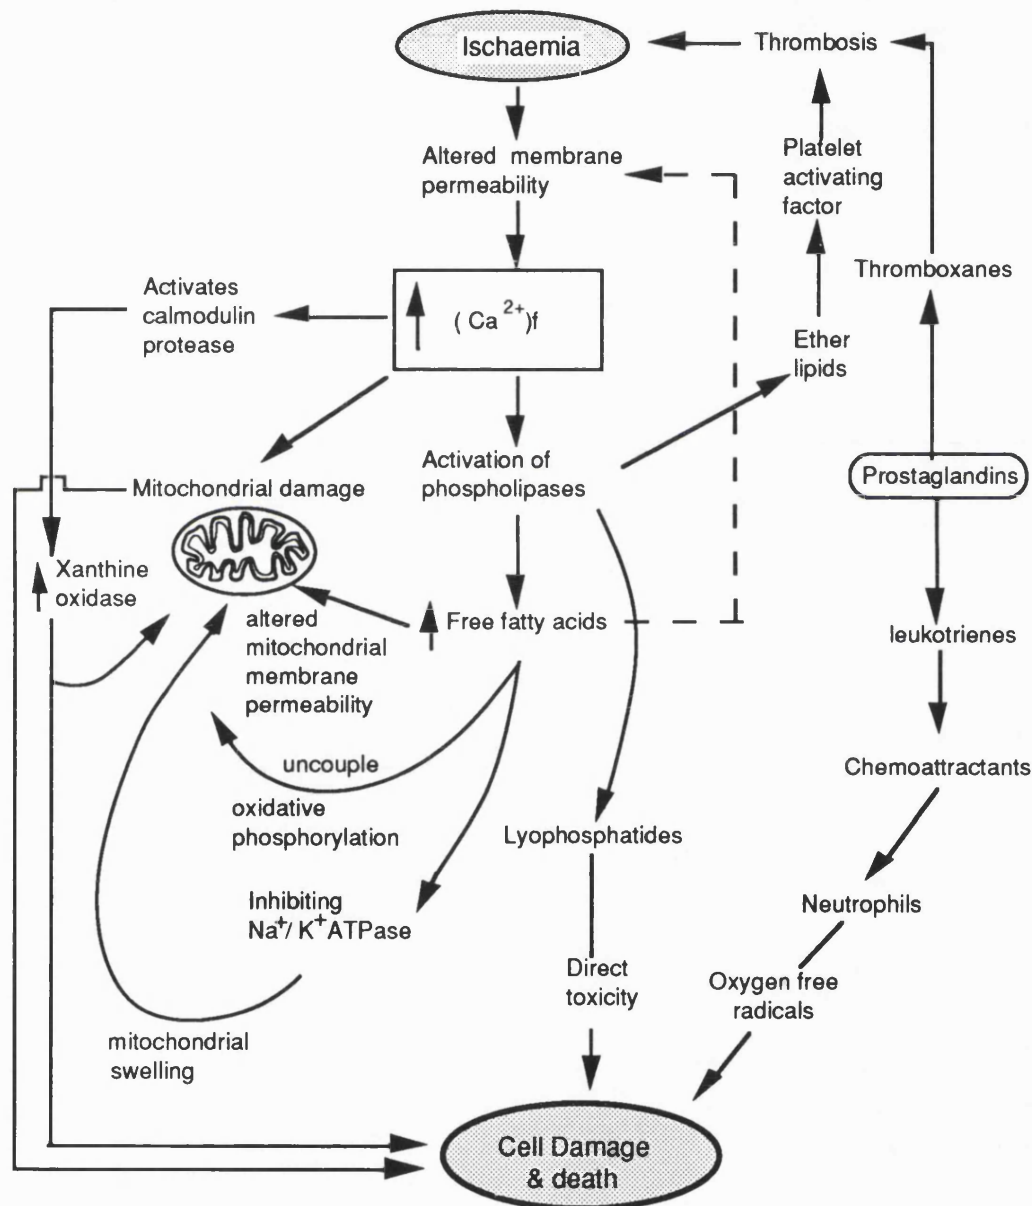 Ischaemia
Thrombosis
Altered membrane
permeability
Platelet
activating
factor
Thromboxanes
Activates
calmodulin
protease
( Ca 2+)f
Ether
lipids
Activation of
phospholipases
Prostaglandins
Mitochondrial damage
Xanthine
oxidase
altered
mitochondrial
membrane
permeability
Free fatty acids
leukotrienes
uncouple
oxidative
phosphorylation
Chemoattractants
Lyophosphatides
Inhibiting
Na+/ K+ATPase
Neutrophils
Direct
toxicity
Oxygen free
radicals
mitochondrial
swelling
Cell Damage
& death